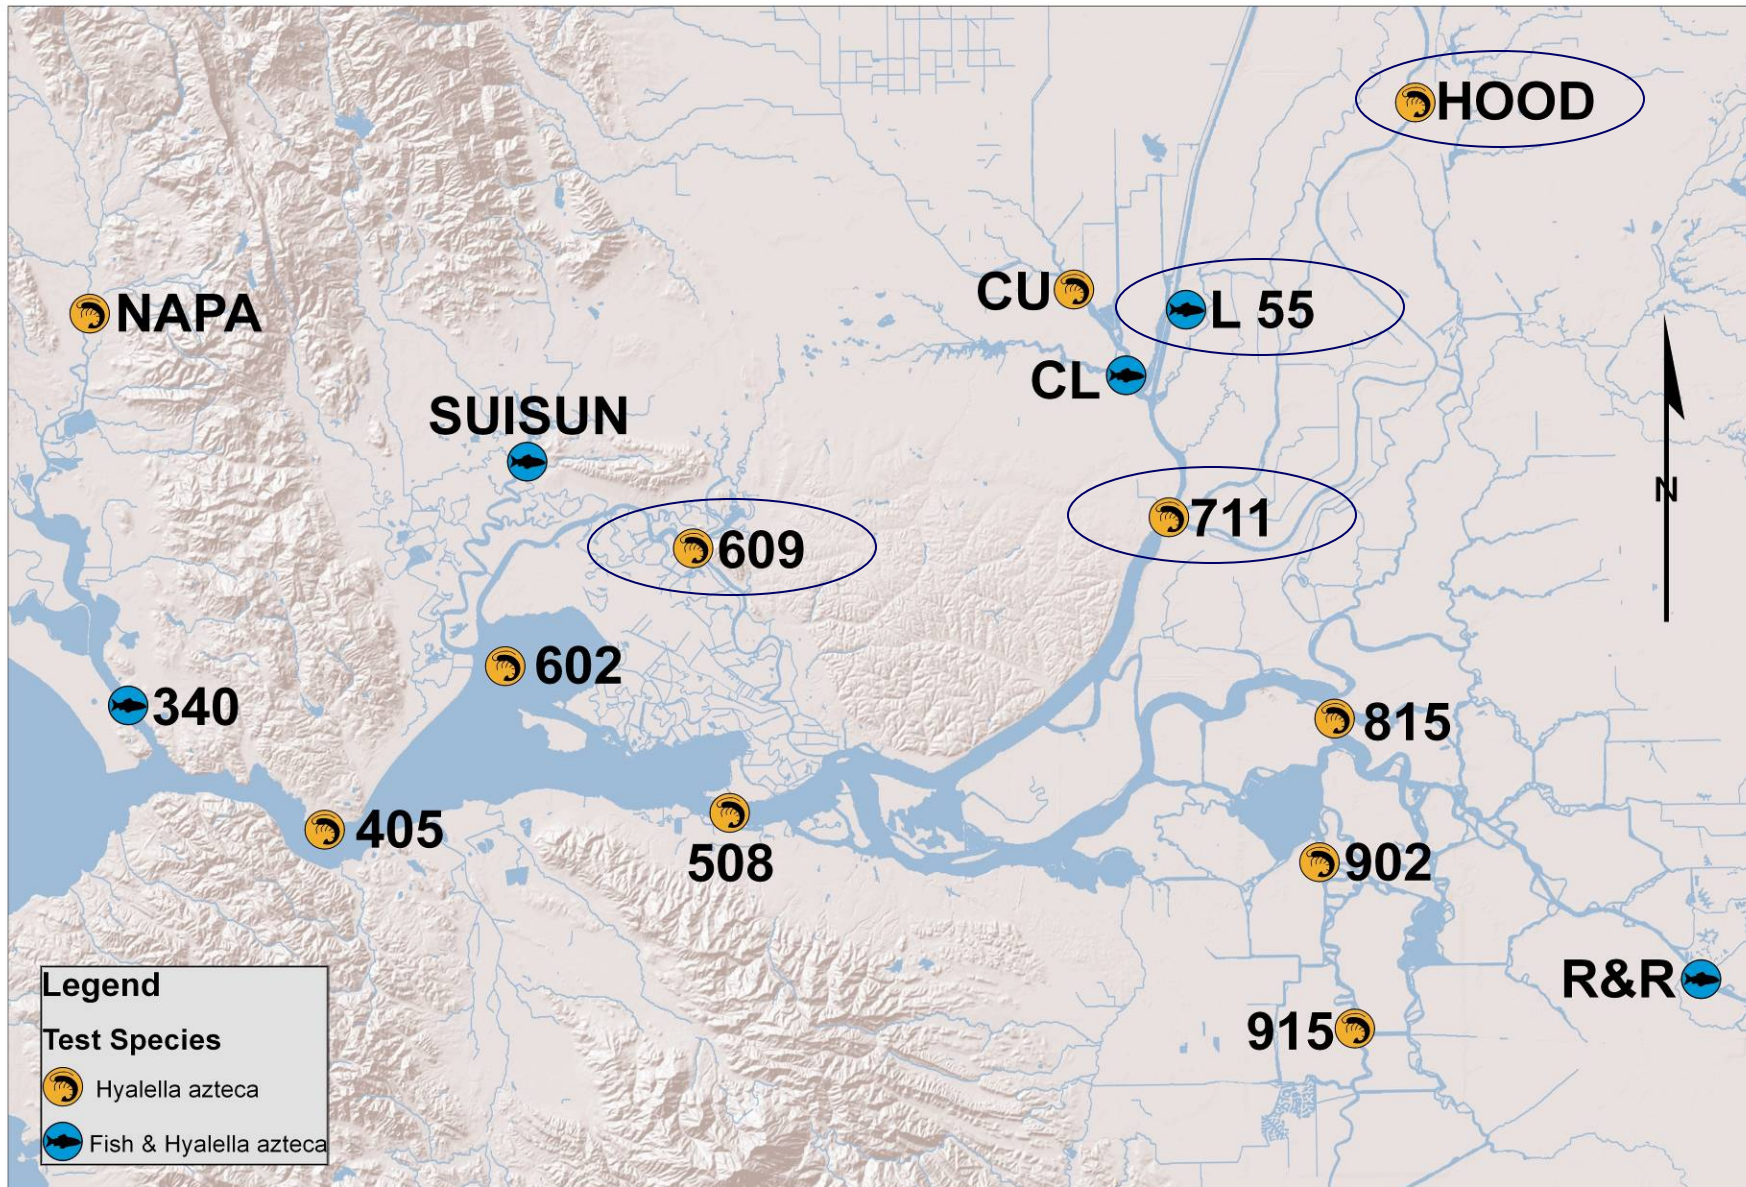 HOOD
CU
L 55
NAPA
CL
SUISUN
N
711
609
602
340
815
405
508
902
R&R
915
Legend
Test Species
Hyalella azteca
Fish & Hyalella azteca